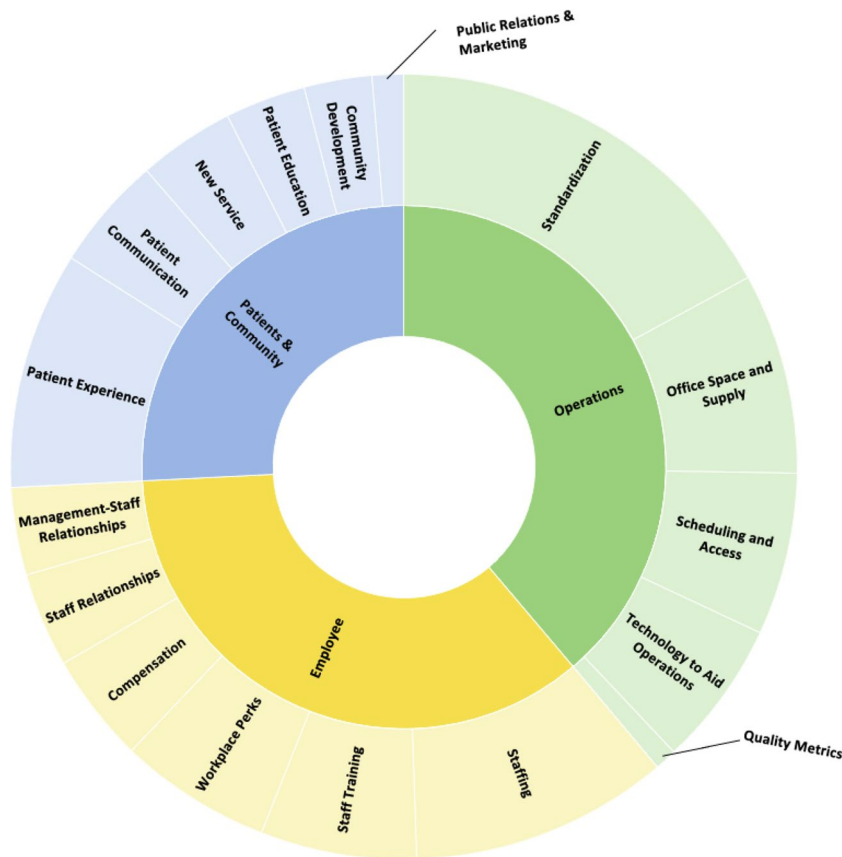 Public Relations &
Marketing
Community
Development
Patient Education
New Service
Patient
Communication
Patient Experience
Patients &
Community
Standardization
Office Space and
Supply
Operations
Scheduling and
Access
Technology to Aid
Operations
Quality Metrics
Management-Staff
Relationships
Staff Relationships
Compensation
Workplace Perks
Staff Training
Staffing
Employee